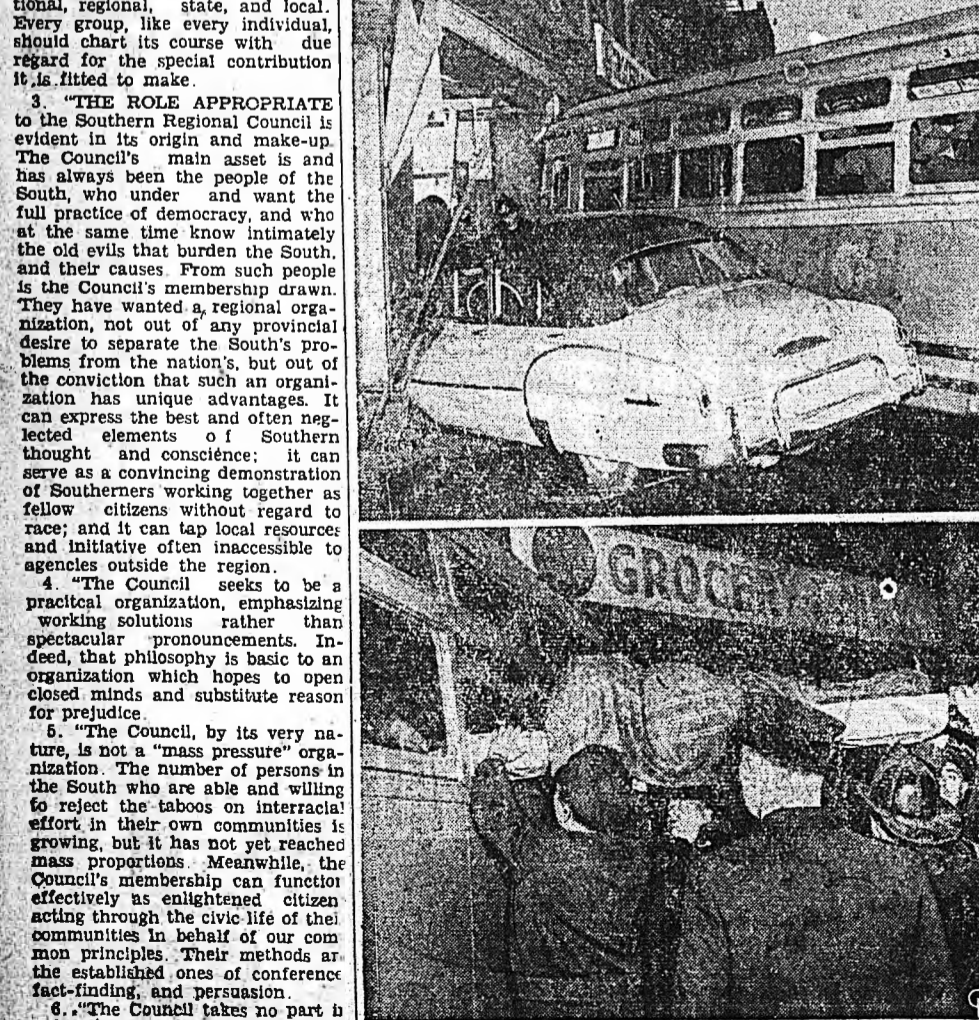 tional, regional, state, and local.
Every group, like every individual,
should chart its course with due
regard for the special contribution
it is fitted to make.
3. "THE ROLE APPROPRIATE
to the Southern Regional Council is
evident in its origin and make-up
The Council's main asset is and
has always been the people of the
South, who under and want the
full practice of democracy, and who
at the same time know intimately
the old evils that burden the South,
and their causes. From such people
is the Council's membership drawn.
They have wanted a regional orga-
nization, not out of any provincial
desire to separate the South's pro-
blems from the nation's, but out of
the conviction that such an organi-
zation has unique advantages. It
can express the best and often neg-
lected elements of Southern
thought and conscience; it can
serve as a convincing demonstration
of Southerners working together as
fellow citizens without regard to
race; and it can tap local resources
and initiative often inaccessible to
agencies outside the region.
4. "The Council seeks to be a
pracitcal organization, emphasizing
working solutions rather than
spectacular pronouncements. In-
deed, that philosophy is basic to an
organization which hopes to open
closed minds and substitute reason
for prejudice.
5. "The Council, by its very na-
ture, is not a "mass pressure" orga-
nization. The number of persons in
the South who are able and willing
to reject the taboos on interracial
effort in their own communities is
growing, but it has not yet reached
mass proportions. Meanwhile, the
Council's membership can functior
effectively as enlightened citizen
acting through the civic life of thei
communities in behalf of our com
mon principles. Their methods ar
the established ones of conference
fact-finding, and persuasion.
6. "The Council takes no part i
GROCE